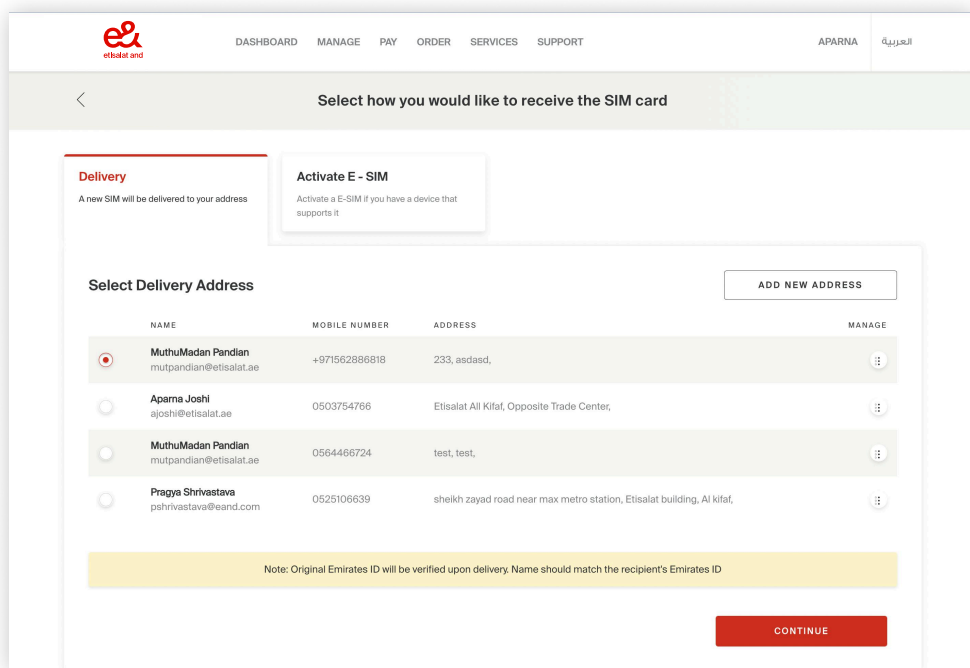 e&
etisalat and
DASHBOARD MANAGE PAY ORDER SERVICES SUPPORT APARNA العربية
Select how you would like to receive the SIM card
Delivery
A new SIM will be delivered to your address
Activate E - SIM
Activate a E-SIM if you have a device that
supports it
Select Delivery Address
ADD NEW ADDRESS
NAME MOBILE NUMBER ADDRESS MANAGE
MuthuMadan Pandian
mutpandian@etisalat.ae
+971562886818
233, asdasd,
Aparna Joshi
ajoshi@etisalat.ae
0503754766
Etisalat All Kifaf, Opposite Trade Center,
MuthuMadan Pandian
mutpandian@etisalat.ae
0564466724
test, test,
Pragya Shrivastava
pshrivastava@eand.com
0525106639
sheikh zayad road near max metro station, Etisalat building, Al kifaf,
Note: Original Emirates ID will be verified upon delivery. Name should match the recipient's Emirates ID
CONTINUE